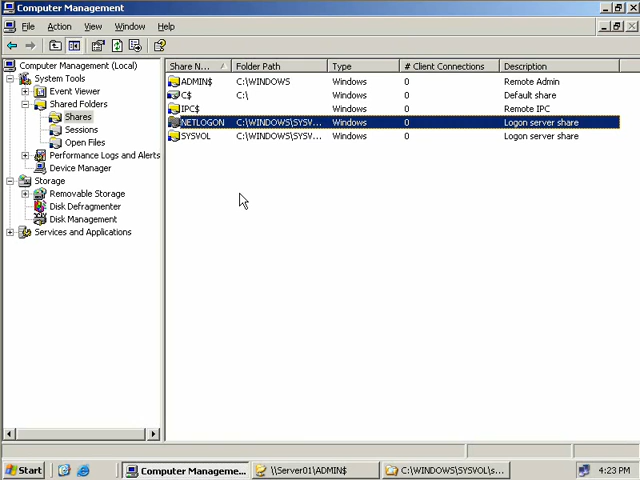 Computer Management
File Action View Window Help
Computer Management (Local)
System Tools
Event Viewer
Shared Folders
Shares
Sessions
Open Files
Performance Logs and Alerts
Device Manager
Storage
Removable Storage
Disk Defragmenter
Disk Management
Services and Applications
Share N... Folder Path Type # Client Connections Description
ADMIN$ C:\WINDOWS Windows 0 Remote Admin
C$ C:\ Windows 0 Default share
IPC$ Windows 0 Remote IPC
NETLOGON C:\WINDOWS\SYSV... Windows 0 Logon server share
SYSVOL C:\WINDOWS\SYSV... Windows 0 Logon server share
Start Computer Manageme... \\Server01\ADMIN$ C:\WINDOWS\SYSVOL\s... 4:23 PM